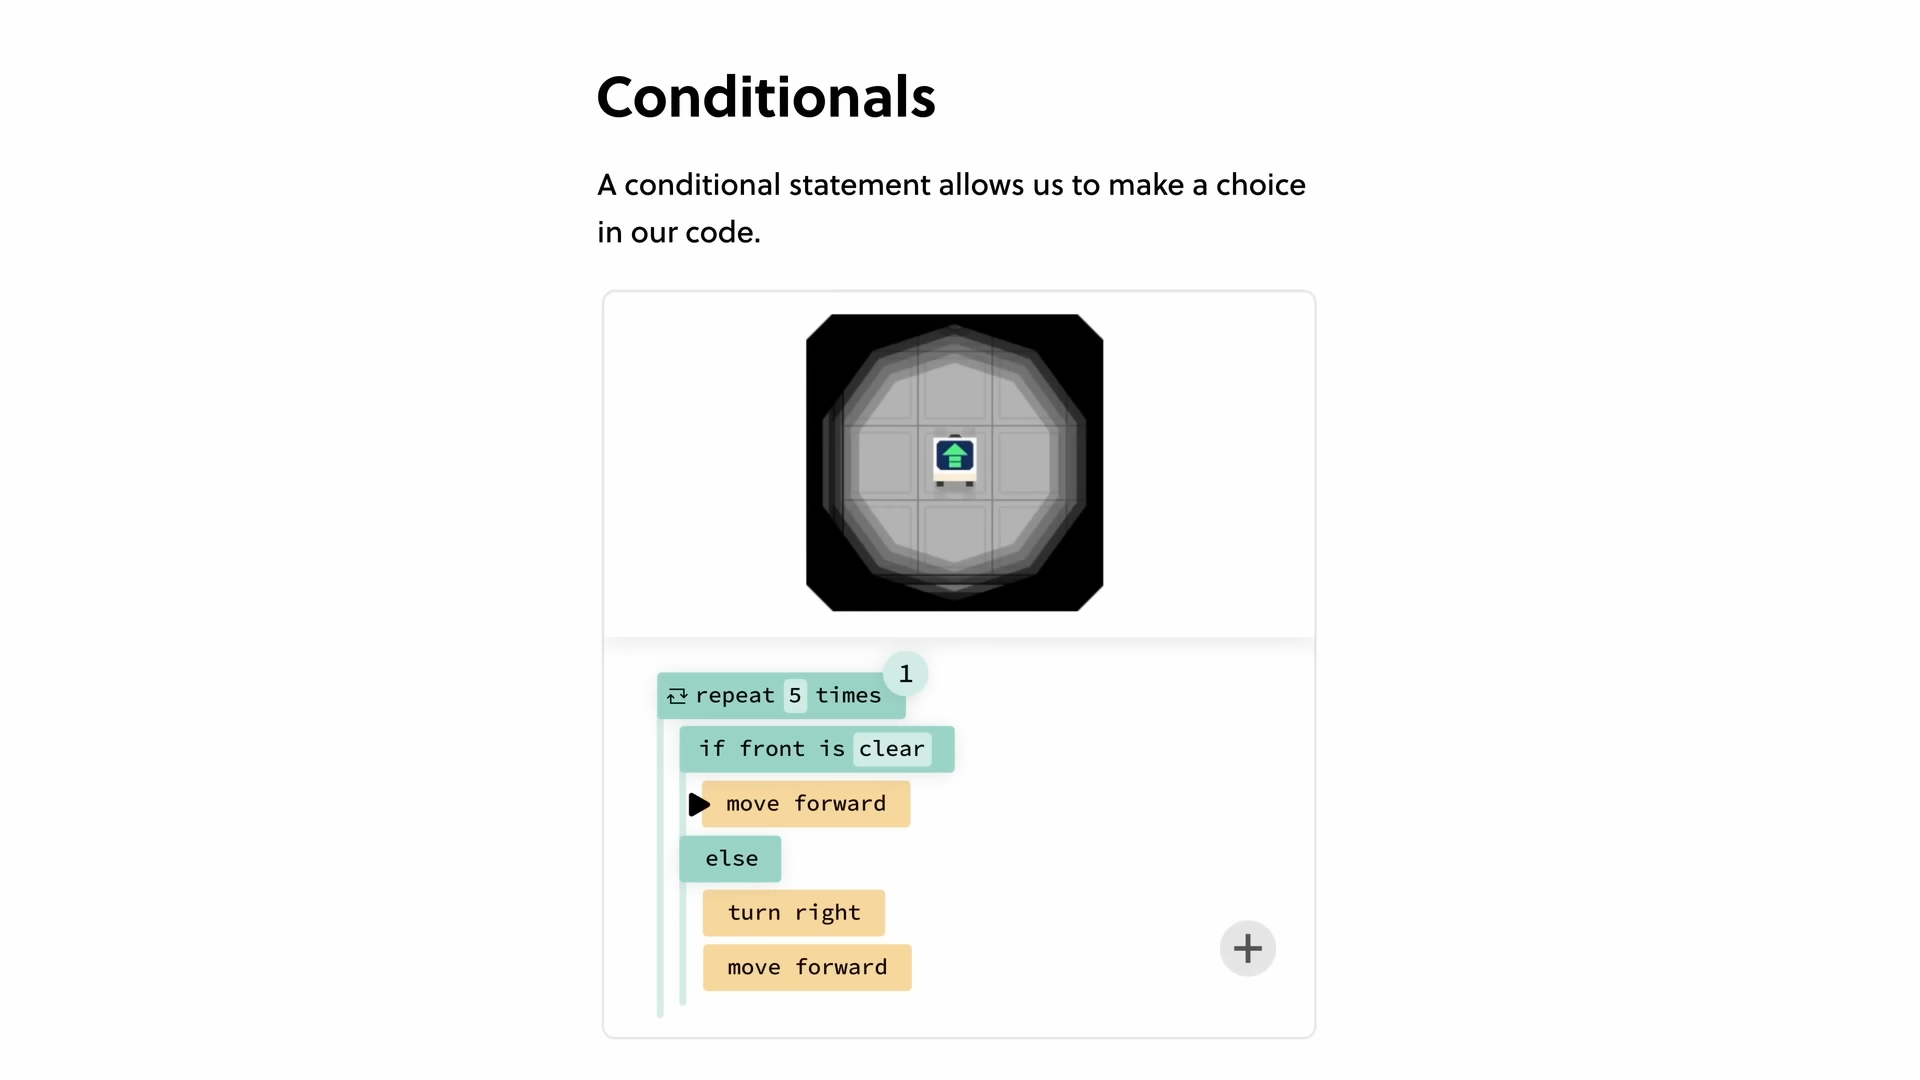 Conditionals
A conditional statement allows us to make a choice
in our code.
1
repeat 5 times
if front is clear
move forward
else
turn right
move forward